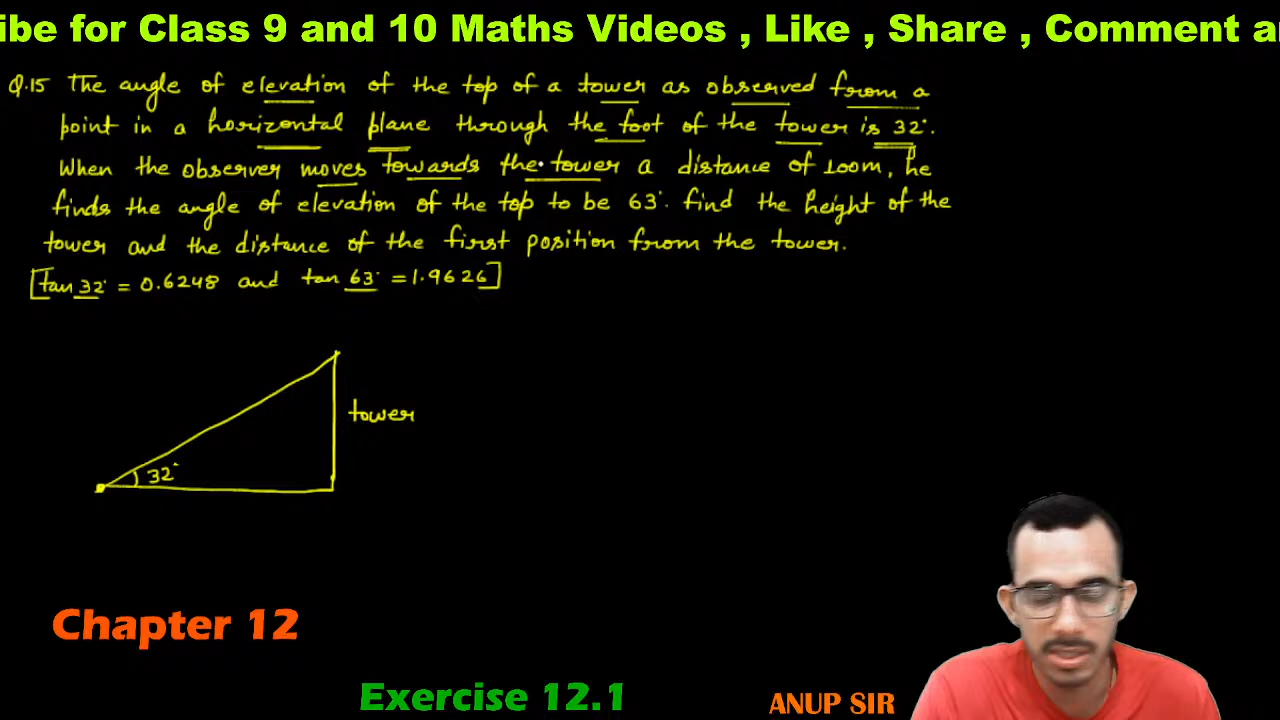 ibe for Class 9 and 10 Maths Videos , Like , Share , Comment a
Q.15 The angle of elevation of the top of a tower as observed from a
point in a horizontal plane through the foot of the tower is 32°.
When the observer moves towards the tower a distance of 100m, he
finds the angle of elevation of the top to be 63°. find the height of the
tower and the distance of the first position from the tower.
[tan 32° = 0.6248 and tan 63° = 1.9626]
tower
32°
Chapter 12
Exercise 12.1
ANUP SIR